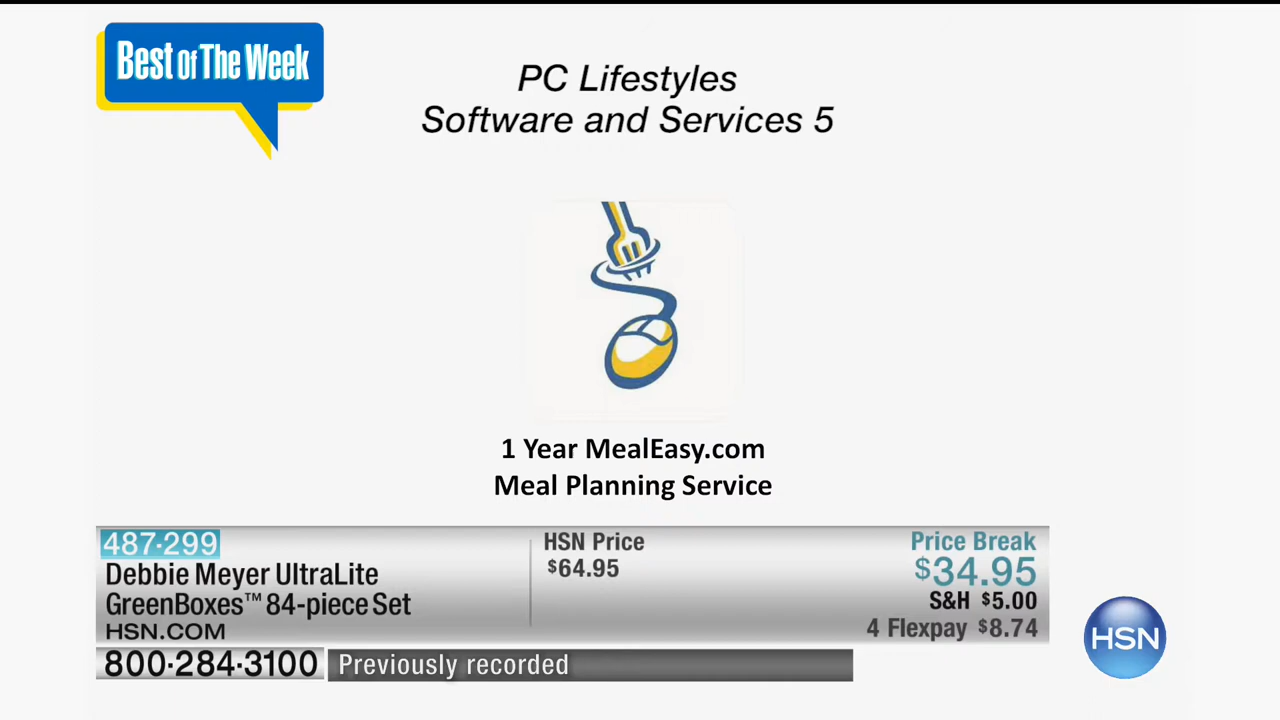 Best of The Week
PC Lifestyles
Software and Services 5
1 Year MealEasy.com
Meal Planning Service
487·299
Debbie Meyer UltraLite
GreenBoxes™ 84-piece Set
HSN.COM
HSN Price
$64.95
Price Break
$34.95
S&H $5.00
4 Flexpay $8.74
HSN
800·284·3100
Previously recorded